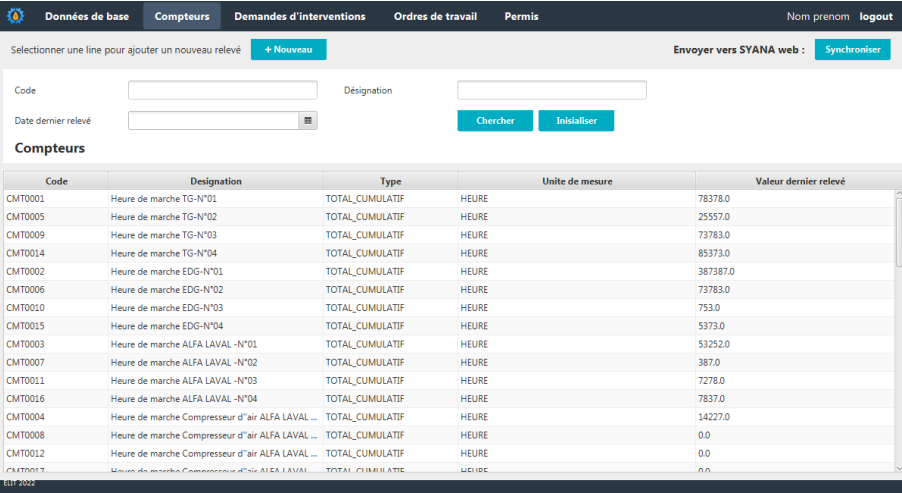 Données de base Compteurs Demandes d'interventions Ordres de travail Permis Nom prenom logout
Selectionner une line pour ajouter un nouveau relevé + Nouveau Envoyer vers SYANA web : Synchroniser
Code Désignation
Date dernier relevé Chercher Inisialiser
Compteurs
Code Designation Type Unite de mesure Valeur dernier relevé
CMT0001 Heure de marche TG-N°01 TOTAL_CUMULATIF HEURE 78378.0
CMT0005 Heure de marche TG-N°02 TOTAL_CUMULATIF HEURE 25557.0
CMT0009 Heure de marche TG-N°03 TOTAL_CUMULATIF HEURE 73783.0
CMT0014 Heure de marche TG-N°04 TOTAL_CUMULATIF HEURE 85373.0
CMT0002 Heure de marche EDG-N°01 TOTAL_CUMULATIF HEURE 387387.0
CMT0006 Heure de marche EDG-N°02 TOTAL_CUMULATIF HEURE 73783.0
CMT0010 Heure de marche EDG-N°03 TOTAL_CUMULATIF HEURE 753.0
CMT0015 Heure de marche EDG-N°04 TOTAL_CUMULATIF HEURE 5373.0
CMT0003 Heure de marche ALFA LAVAL -N°01 TOTAL_CUMULATIF HEURE 53252.0
CMT0007 Heure de marche ALFA LAVAL -N°02 TOTAL_CUMULATIF HEURE 387.0
CMT0011 Heure de marche ALFA LAVAL -N°03 TOTAL_CUMULATIF HEURE 7278.0
CMT0016 Heure de marche ALFA LAVAL -N°04 TOTAL_CUMULATIF HEURE 7837.0
CMT0004 Heure de marche Compresseur d''air ALFA LAVAL ... TOTAL_CUMULATIF HEURE 14227.0
CMT0008 Heure de marche Compresseur d''air ALFA LAVAL ... TOTAL_CUMULATIF HEURE 0.0
CMT0012 Heure de marche Compresseur d''air ALFA LAVAL ... TOTAL_CUMULATIF HEURE 0.0
CMT0017 Heure de marche Compresseur d''air ALFA LAVAL ... TOTAL_CUMULATIF HEURE 0.0
ELIT 2022